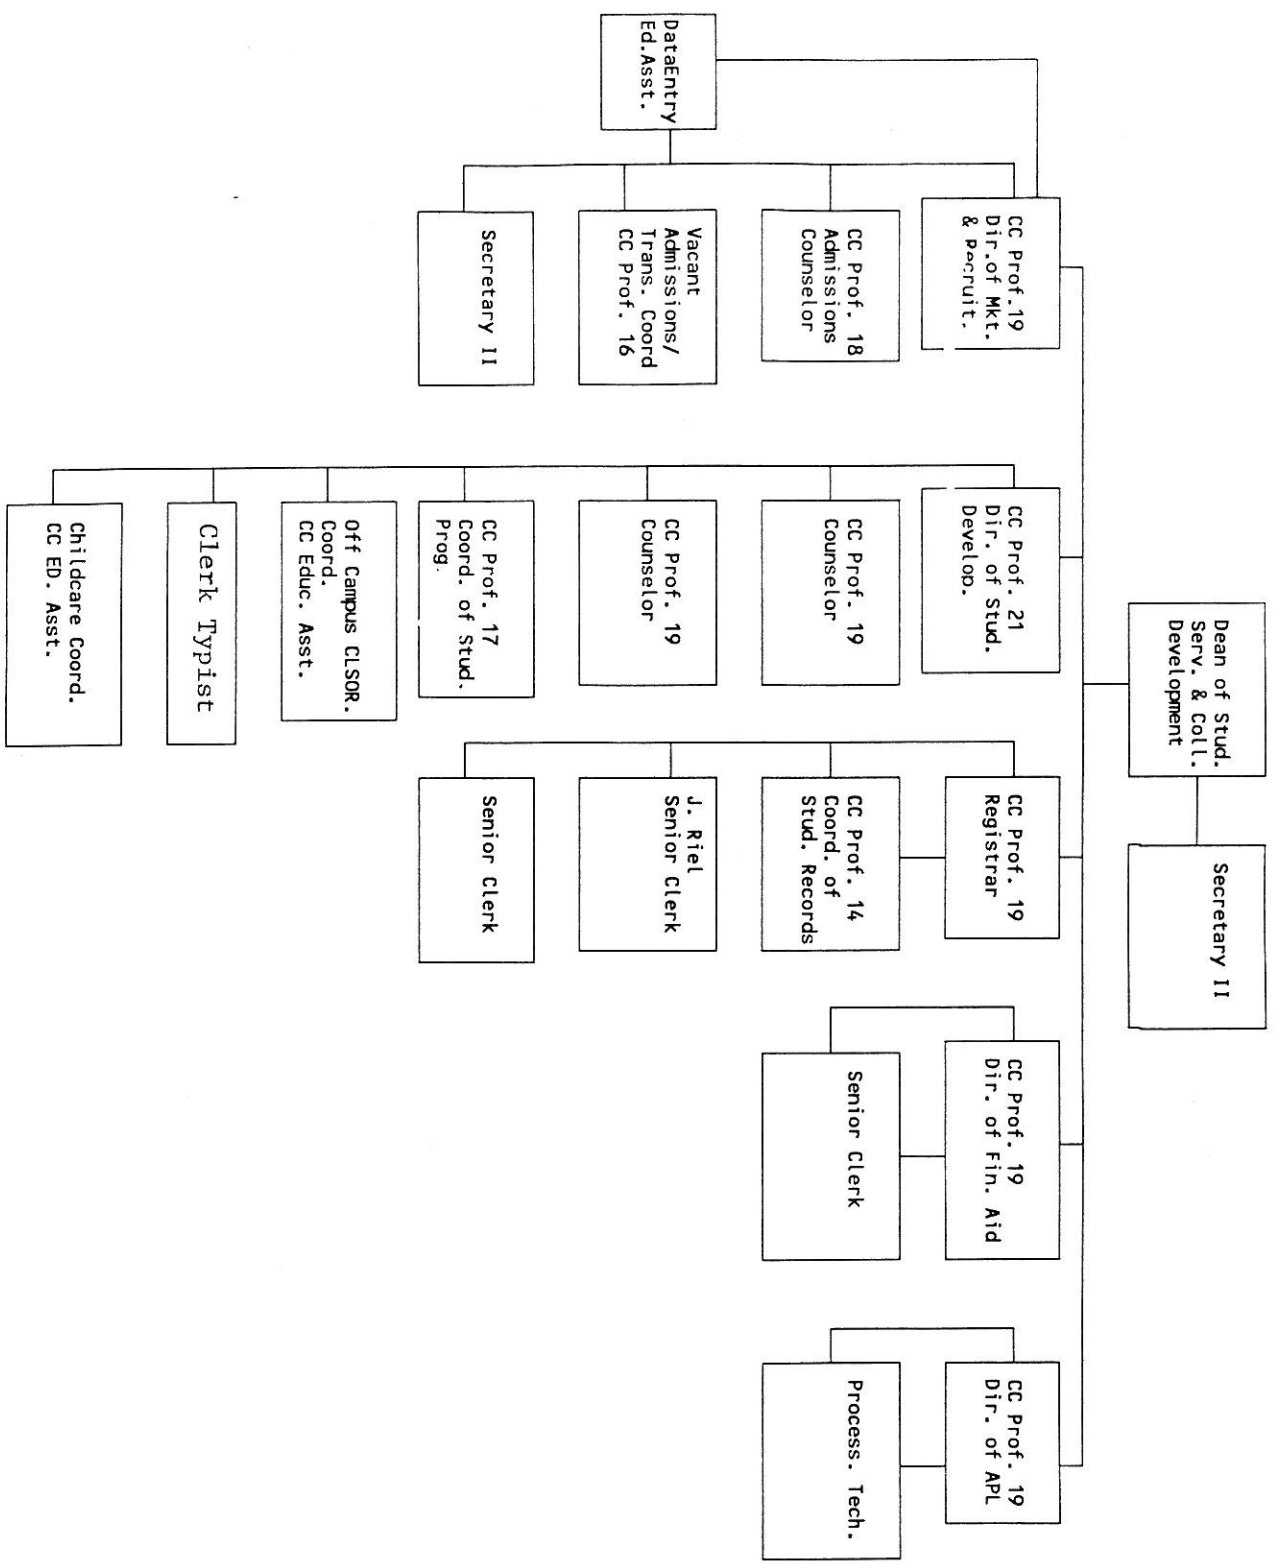 Dean of Stud.
Serv. & Coll.
Development
Secretary II
CC Prof.19
Dir.of Mkt.
& Recruit.
CC Prof. 18
Admissions
Counselor
Vacant
Admissions/
Trans. Coord
CC Prof. 16
Secretary II
DataEntry
Ed.Asst.
CC Prof. 21
Dir. of Stud.
Develop.
CC Prof. 19
Counselor
CC Prof. 19
Counselor
CC Prof. 17
Coord. of Stud.
Prog.
Off Campus CLSOR.
Coord.
CC Educ. Asst.
Clerk Typist
Childcare Coord.
CC ED. Asst.
CC Prof. 19
Registrar
CC Prof. 14
Coord. of
Stud. Records
J. Riel
Senior Clerk
Senior Clerk
CC Prof. 19
Dir. of Fin. Aid
Senior Clerk
CC Prof. 19
Dir. of APL
Process. Tech.